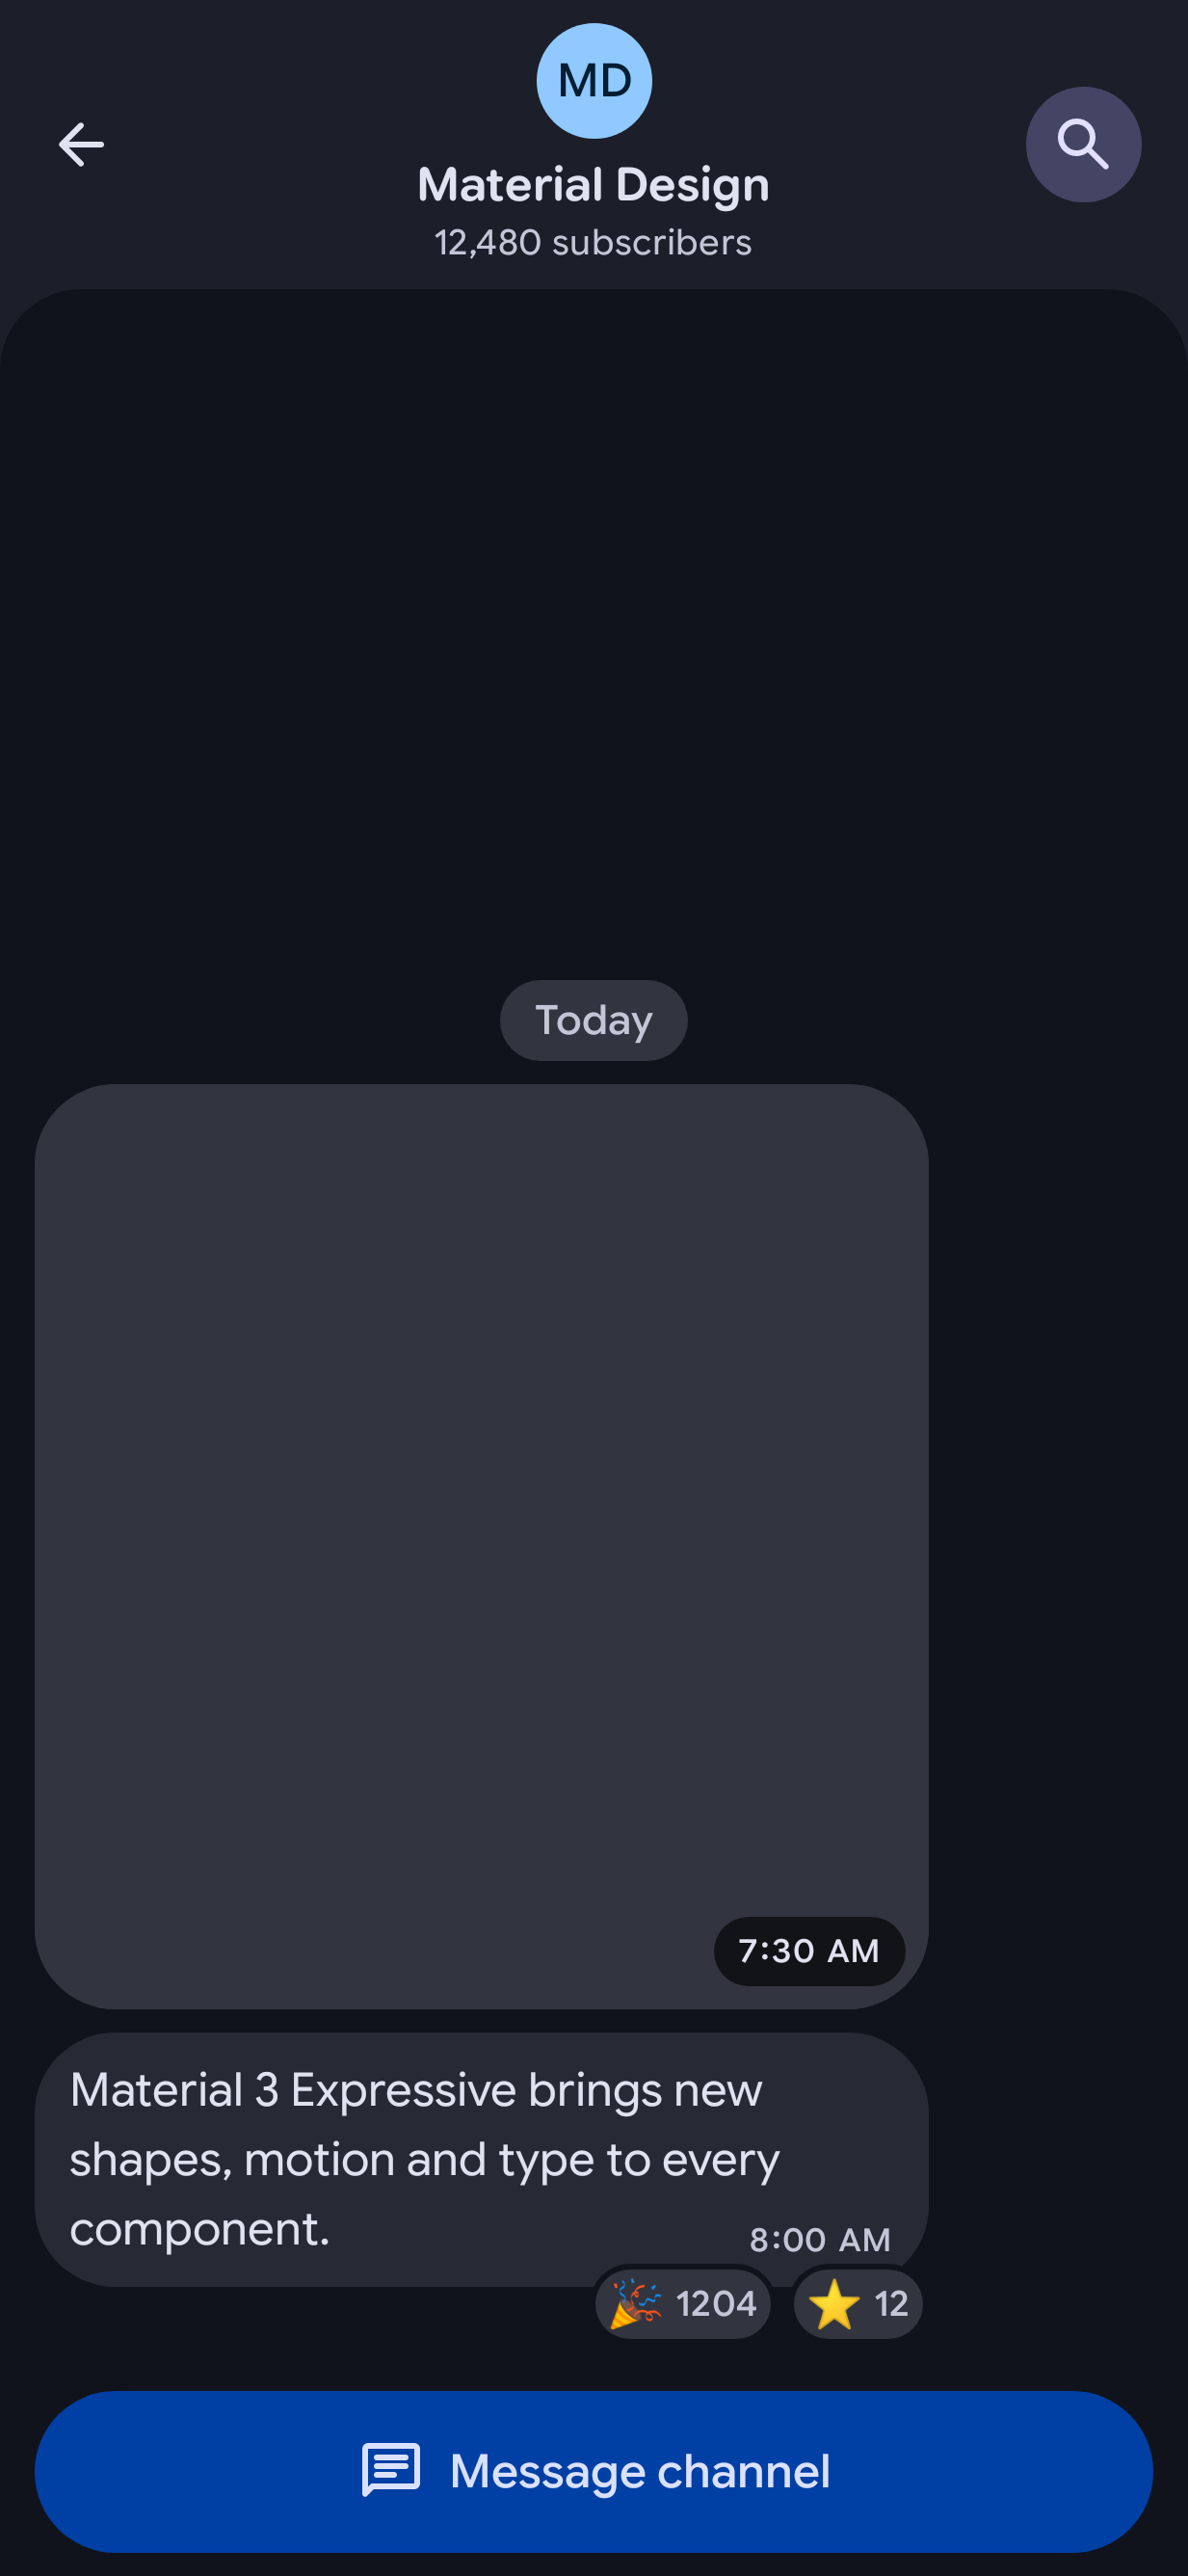 MD
Material Design
12,480 subscribers
Today
7:30 AM
Material 3 Expressive brings new
shapes, motion and type to every
component.
8:00 AM
🎉 1204
⭐ 12
Message channel